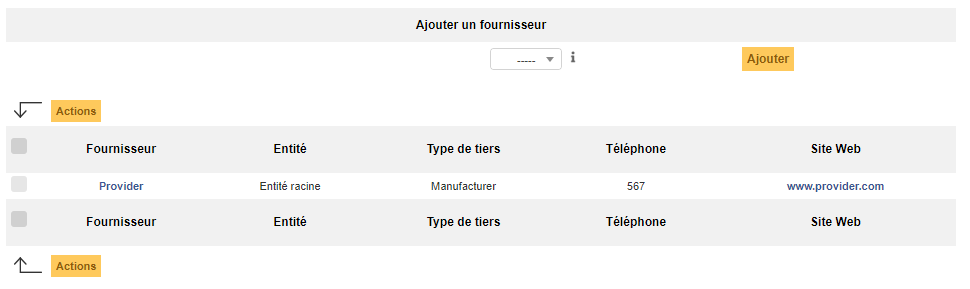 Ajouter un fournisseur
----- Ajouter
Actions
Fournisseur Entité Type de tiers Téléphone Site Web
Provider Entité racine Manufacturer 567 www.provider.com
Fournisseur Entité Type de tiers Téléphone Site Web
Actions